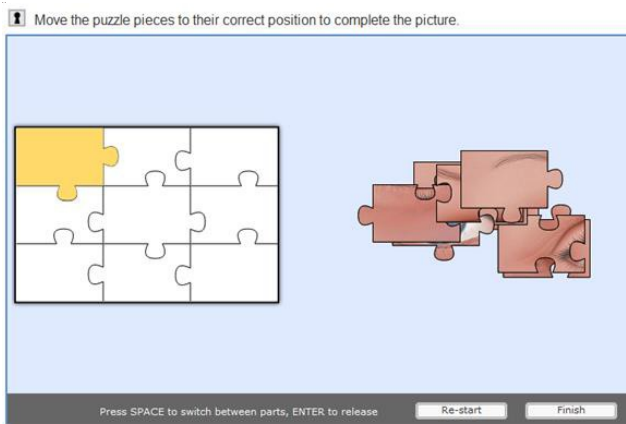 Move the puzzle pieces to their correct position to complete the picture.
Press SPACE to switch between parts, ENTER to release
Re-start
Finish